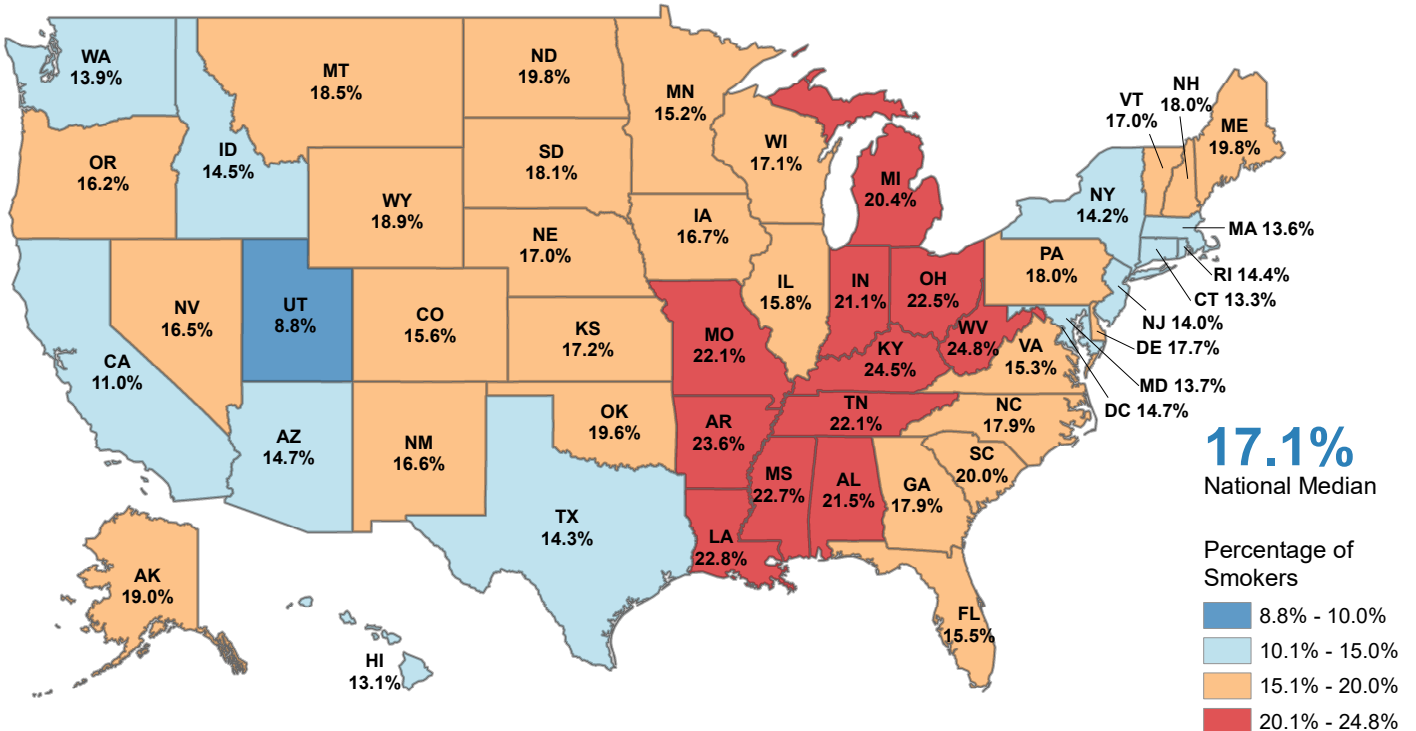 WA
13.9%
MT
18.5%
ND
19.8%
MN
15.2%
VT
17.0%
NH
18.0%
ME
19.8%
OR
16.2%
ID
14.5%
SD
18.1%
WI
17.1%
MI
20.4%
NY
14.2%
MA 13.6%
WY
18.9%
IA
16.7%
NE
17.0%
PA
18.0%
RI 14.4%
CT 13.3%
NV
16.5%
UT
8.8%
CO
15.6%
IL
15.8%
IN
21.1%
OH
22.5%
NJ 14.0%
DE 17.7%
CA
11.0%
KS
17.2%
MO
22.1%
KY
24.5%
WV
24.8%
VA
15.3%
MD 13.7%
DC 14.7%
AZ
14.7%
NM
16.6%
OK
19.6%
AR
23.6%
TN
22.1%
NC
17.9%
SC
20.0%
TX
14.3%
LA
22.8%
MS
22.7%
AL
21.5%
GA
17.9%
AK
19.0%
HI
13.1%
FL
15.5%
17.1%
National Median
Percentage of
Smokers
8.8% - 10.0%
10.1% - 15.0%
15.1% - 20.0%
20.1% - 24.8%